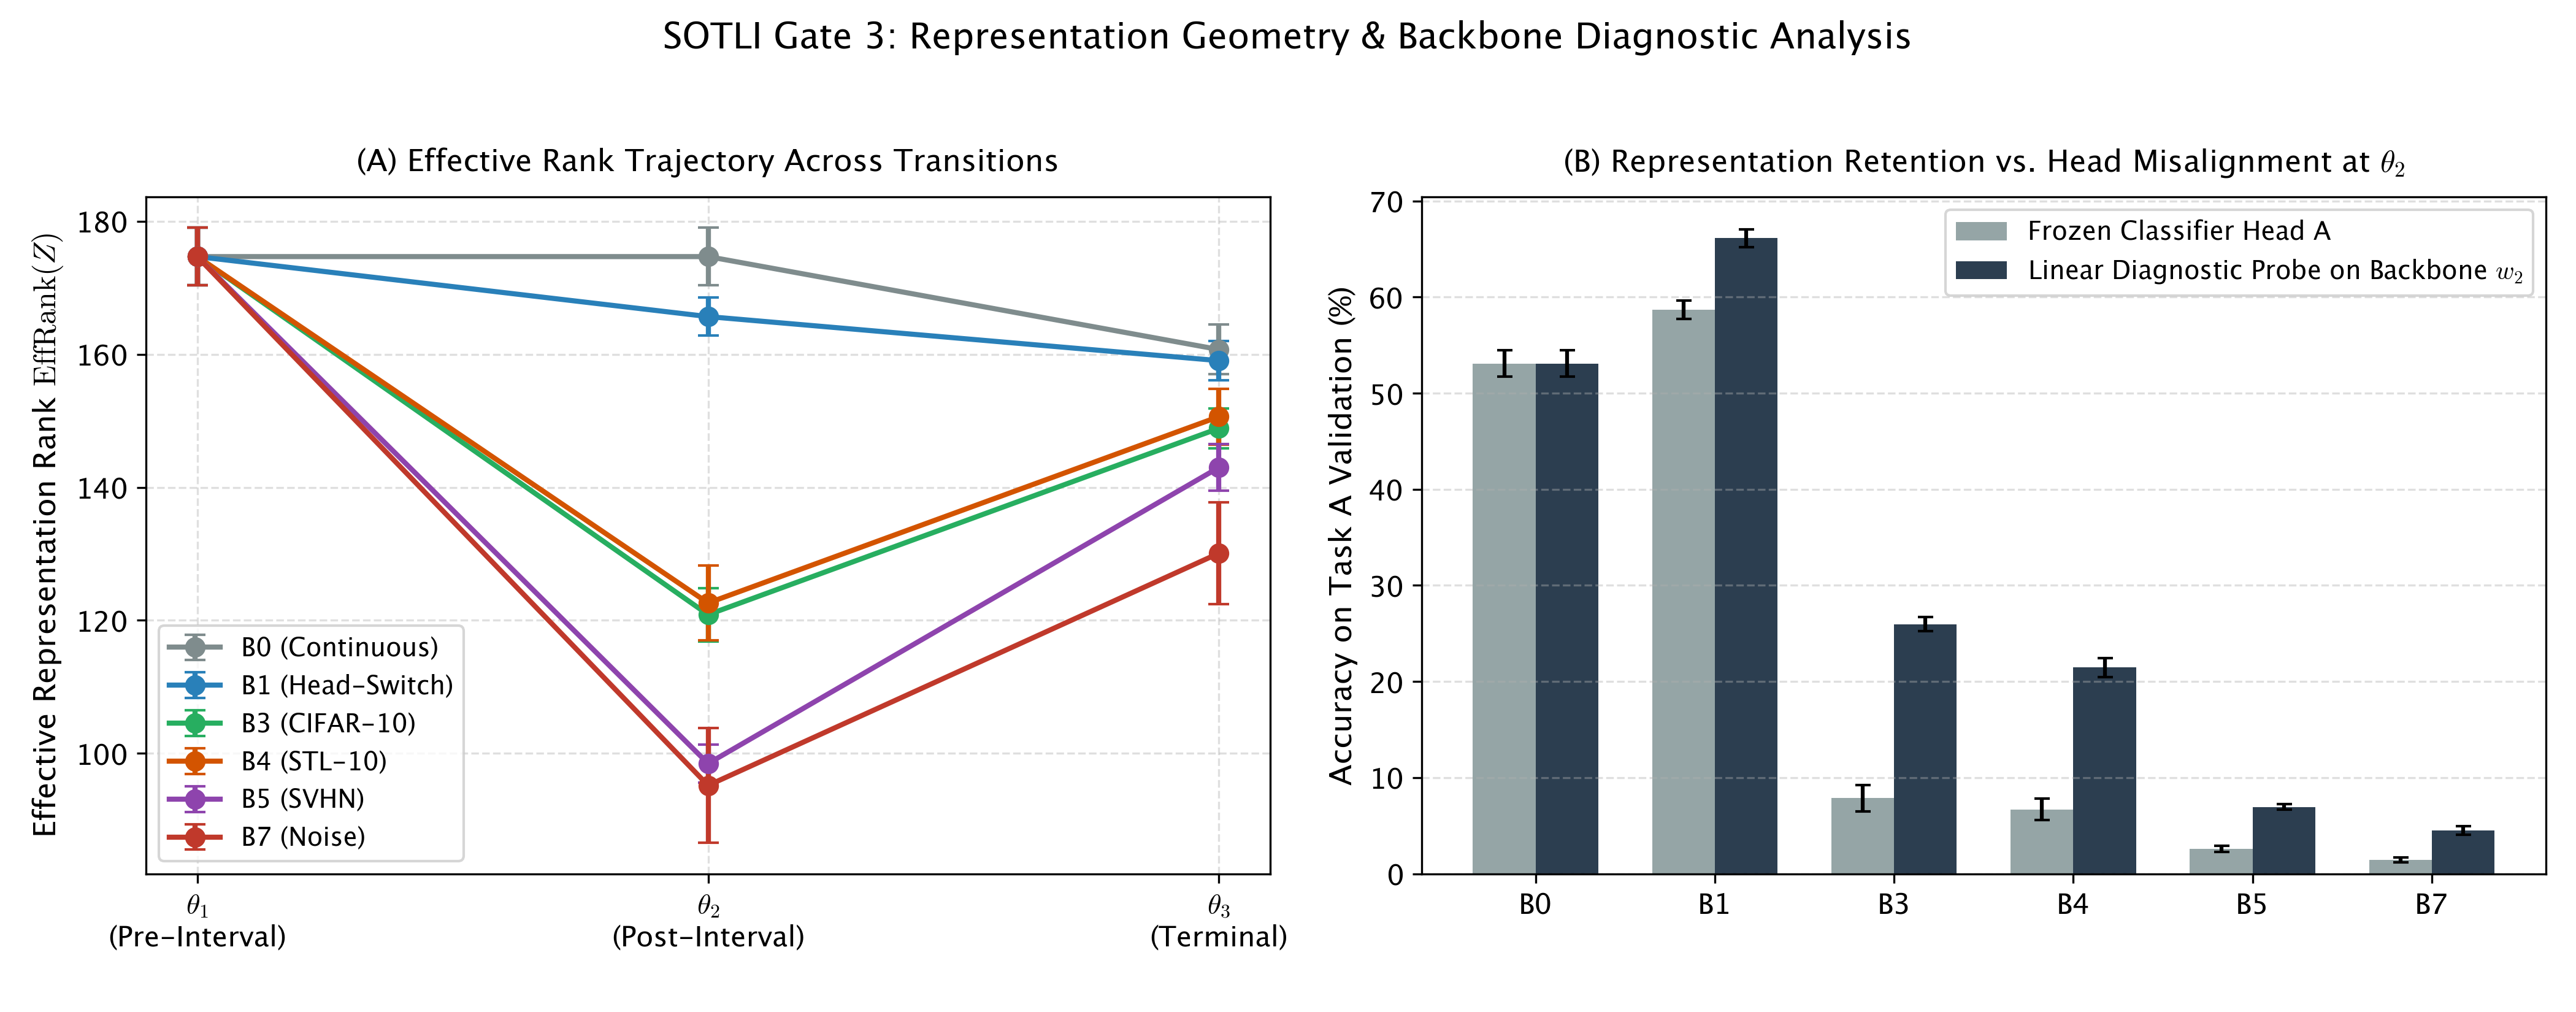 SOTLI Gate 3: Representation Geometry & Backbone Diagnostic Analysis
(A) Effective Rank Trajectory Across Transitions
Effective Representation Rank EffRank(Z)
180
160
140
120
100
B0 (Continuous)
B1 (Head-Switch)
B3 (CIFAR-10)
B4 (STL-10)
B5 (SVHN)
B7 (Noise)
θ₁
(Pre-Interval)
θ₂
(Post-Interval)
θ₃
(Terminal)
(B) Representation Retention vs. Head Misalignment at θ₂
Accuracy on Task A Validation (%)
70
60
50
40
30
20
10
0
Frozen Classifier Head A
Linear Diagnostic Probe on Backbone w₂
B0
B1
B3
B4
B5
B7